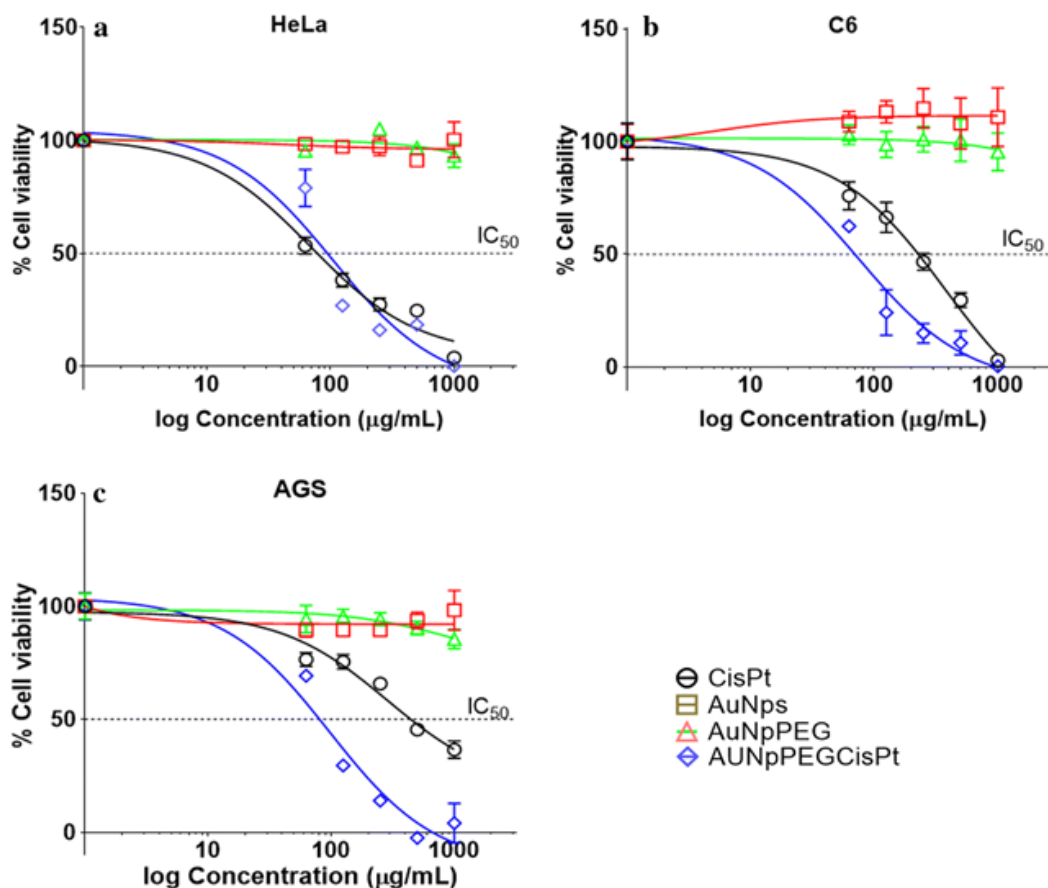 a HeLa
150
100
50
0
% Cell viability
IC50
10 100 1000
log Concentration (µg/mL)
b C6
150
100
50
0
% Cell viability
IC50
10 100 1000
log Concentration (µg/mL)
c AGS
150
100
50
0
% Cell viability
IC50
10 100 1000
log Concentration (µg/mL)
CisPt
AuNps
AuNpPEG
AUNpPEGCisPt